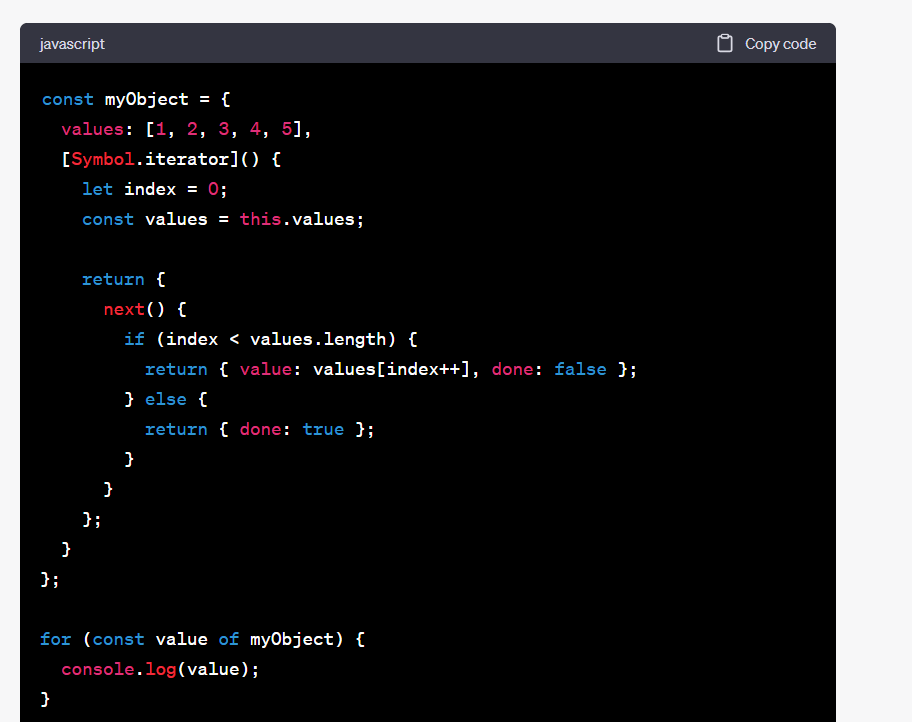 javascript
Copy code
const myObject = {
  values: [1, 2, 3, 4, 5],
  [Symbol.iterator]() {
    let index = 0;
    const values = this.values;

    return {
      next() {
        if (index < values.length) {
          return { value: values[index++], done: false };
        } else {
          return { done: true };
        }
      }
    };
  }
};

for (const value of myObject) {
  console.log(value);
}